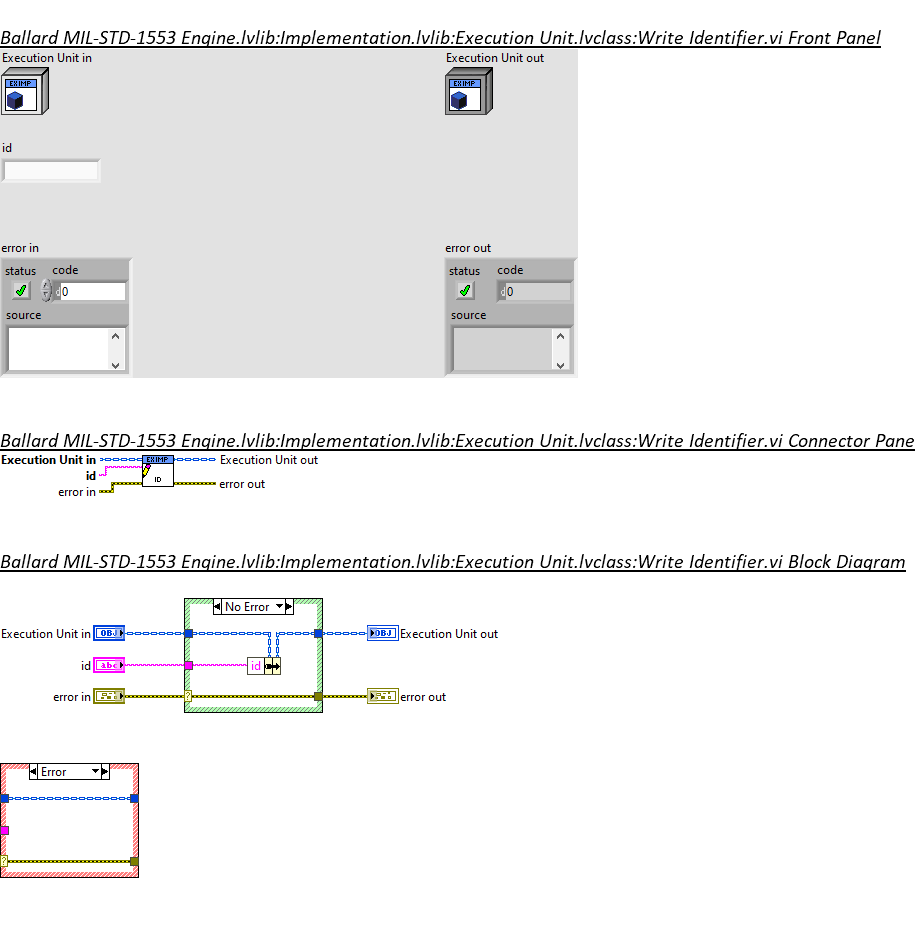 Ballard MIL-STD-1553 Engine.lvlib:Implementation.lvlib:Execution Unit.lvclass:Write Identifier.vi Front Panel
Execution Unit in Execution Unit out
EXIMP EXIMP
id
error in error out
status code status code
d 0 d 0
source source
Ballard MIL-STD-1553 Engine.lvlib:Implementation.lvlib:Execution Unit.lvclass:Write Identifier.vi Connector Pane
Execution Unit in EXIMP Execution Unit out
id
ID
error in error out
Ballard MIL-STD-1553 Engine.lvlib:Implementation.lvlib:Execution Unit.lvclass:Write Identifier.vi Block Diagram
No Error
Execution Unit in OBJ OBJ Execution Unit out
id abc id
error in ? error out
Error
?